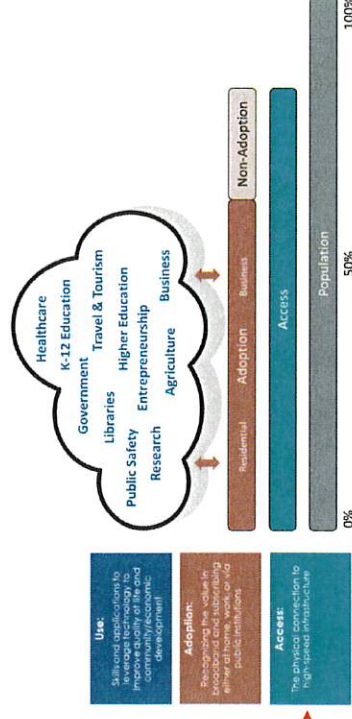 Use:
Skills and applications to
leverage technology to
improve quality of life and
community/economic
development
Adoption:
Recognizing the value in
broadband and subscribing
either at home, work or via
public institutions
Access:
The physical connection to
high-speed infrastructure
Healthcare
K-12 Education
Government
Travel & Tourism
Libraries
Higher Education
Public Safety
Entrepreneurship
Business
Research
Agriculture
Residential
Adoption
Business
Non-Adoption
Access
Population
0%
50%
100%